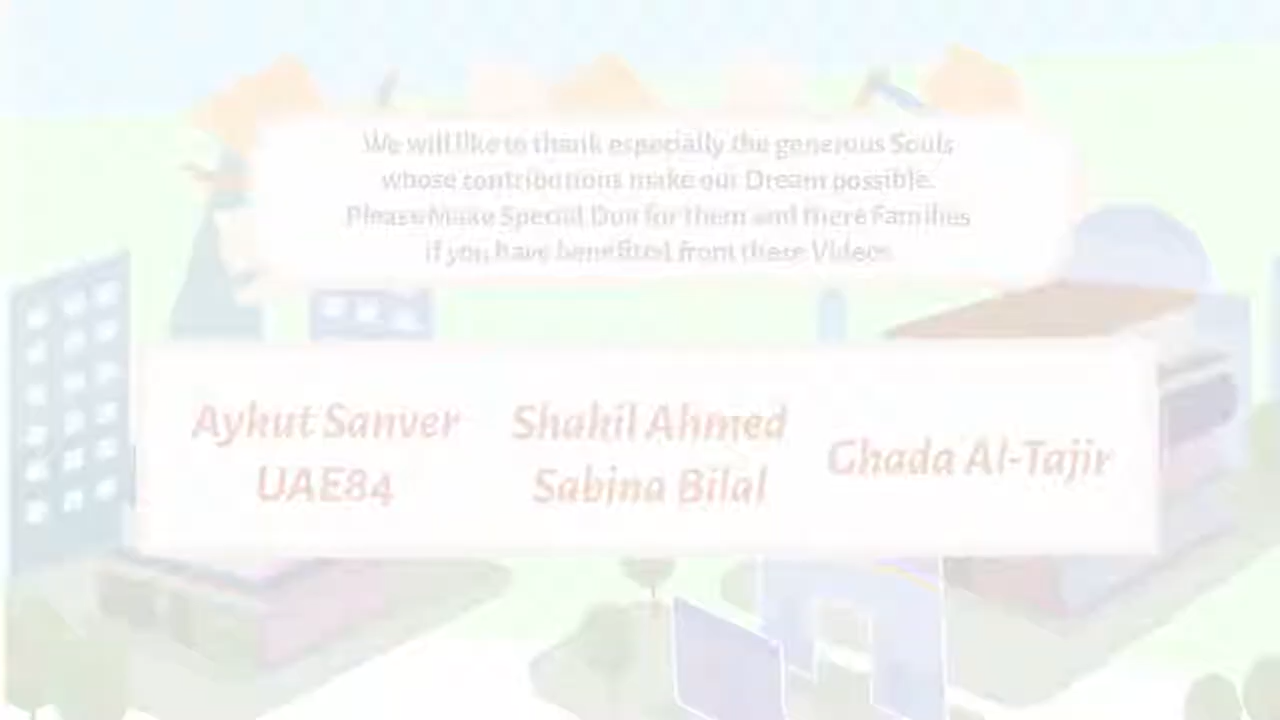 We will like to thank especially the generous Souls
whose contributions make our Dream possible.
Please Make Special Dua for them and there Families
if you have benefited from these Videos
Aykut Sanver
UAE84
Shakil Ahmed
Sabina Bilal
Ghada Al-Tajir